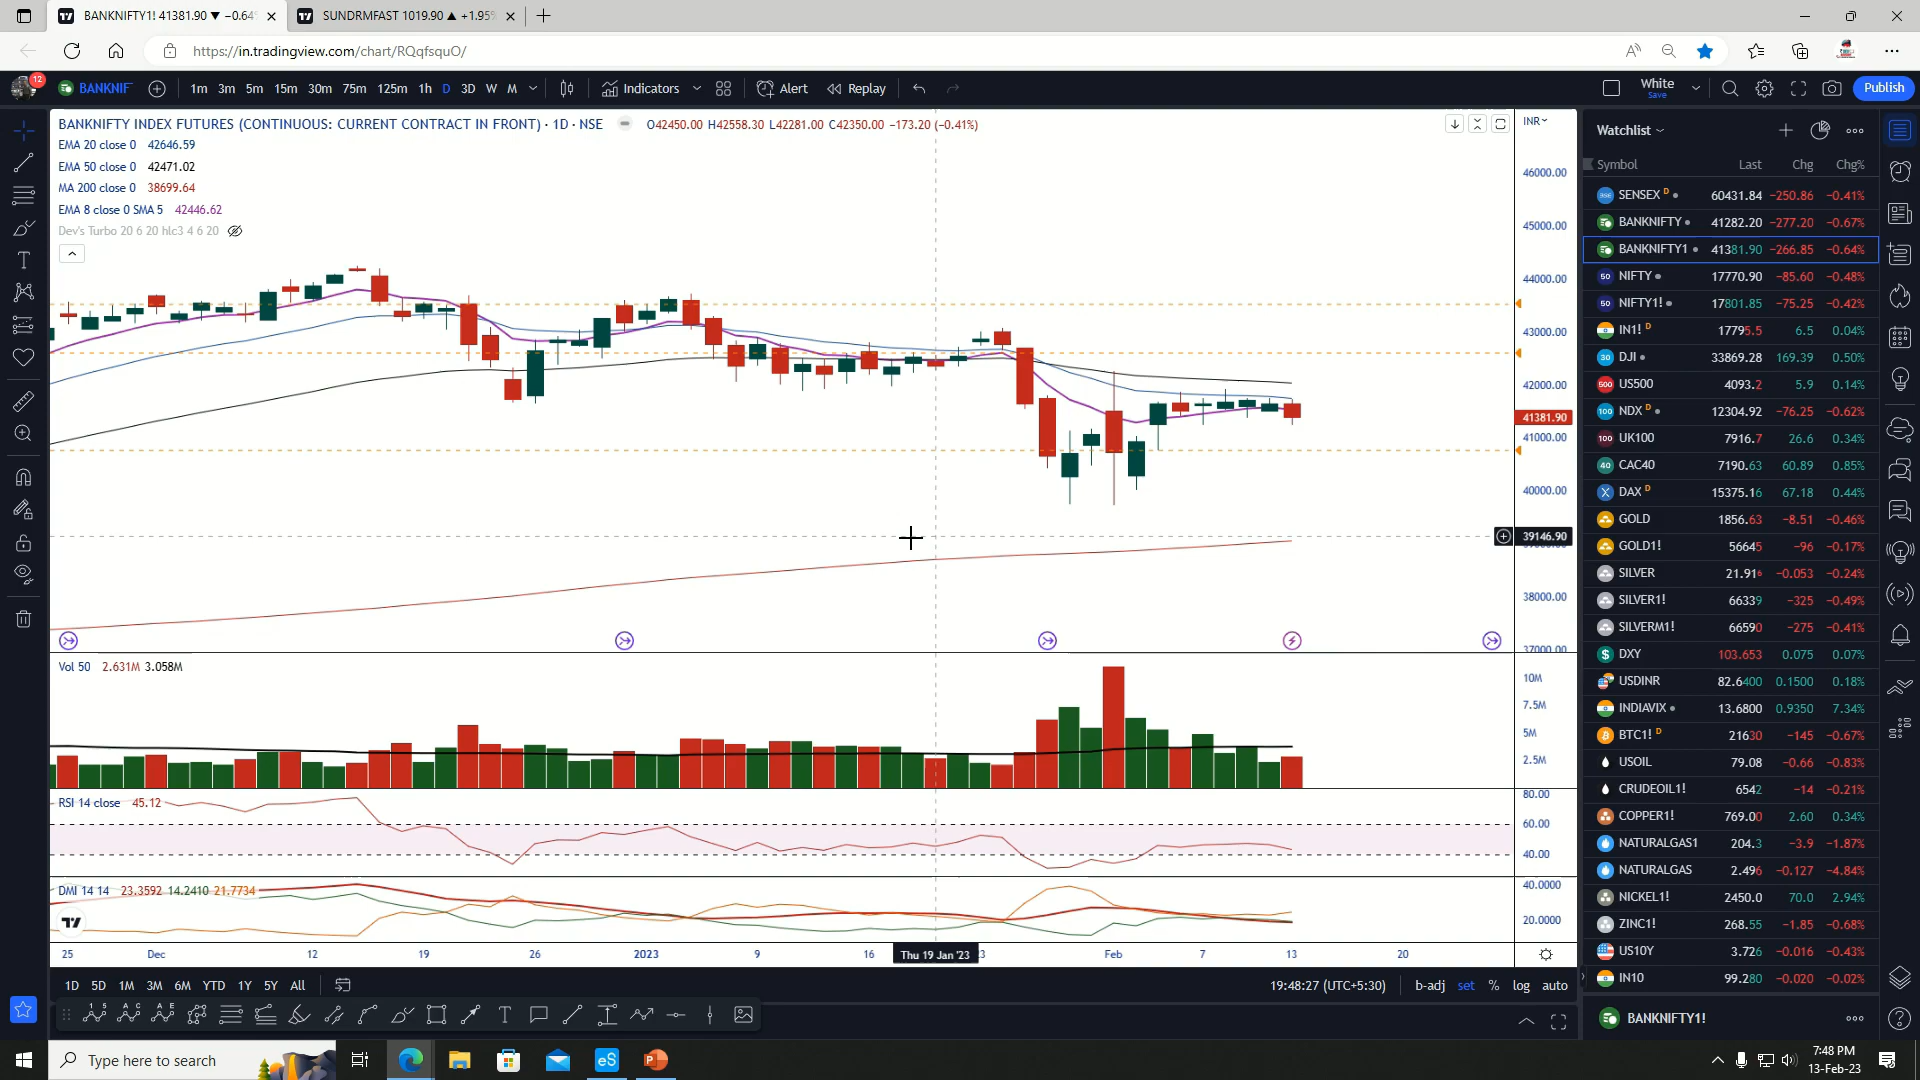 BANKNIFTY1! 41381.90 ▼ −0.64%
SUNDRMFAST 1019.90 ▲ +1.95%
https://in.tradingview.com/chart/RQqfsquO/
12
BANKNIF
1m 3m 5m 15m 30m 75m 125m 1h D 3D W M
Indicators
Alert
Replay
White
Save
Publish
BANKNIFTY INDEX FUTURES (CONTINUOUS: CURRENT CONTRACT IN FRONT) · 1D · NSE
O42450.00 H42558.30 L42281.00 C42350.00 −173.20 (−0.41%)
INR
EMA 20 close 0 42646.59
EMA 50 close 0 42471.02
MA 200 close 0 38699.64
EMA 8 close 0 SMA 5 42446.62
Dev's Turbo 20 6 20 hlc3 4 6 20
46000.00
45000.00
44000.00
43000.00
42000.00
41381.90
41000.00
40000.00
39146.90
38000.00
37000.00
Vol 50 2.631M 3.058M
10M
7.5M
5M
2.5M
RSI 14 close 45.12
80.00
60.00
40.00
DMI 14 14 23.3592 14.2410 21.7734
40.0000
20.0000
25 Dec 12 19 26 2023 9 16 Thu 19 Jan '23 Feb 7 13 20
1D 5D 1M 3M 6M YTD 1Y 5Y All
19:48:27 (UTC+5:30)
b-adj set % log auto
Watchlist
Symbol Last Chg Chg%
SENSEX D 60431.84 −250.86 −0.41%
BANKNIFTY 41282.20 −277.20 −0.67%
BANKNIFTY1 41381.90 −266.85 −0.64%
NIFTY 17770.90 −85.60 −0.48%
NIFTY1! 17801.85 −75.25 −0.42%
IN1! D 17795.5 6.5 0.04%
DJI 33869.28 169.39 0.50%
US500 4093.2 5.9 0.14%
NDX D 12304.92 −76.25 −0.62%
UK100 7916.7 26.6 0.34%
CAC40 7190.63 60.89 0.85%
DAX D 15375.16 67.18 0.44%
GOLD 1856.63 −8.51 −0.46%
GOLD1! 56645 −96 −0.17%
SILVER 21.916 −0.053 −0.24%
SILVER1! 66339 −325 −0.49%
SILVERM1! 66590 −275 −0.41%
DXY 103.653 0.075 0.07%
USDINR 82.6400 0.1500 0.18%
INDIAVIX 13.6800 0.9350 7.34%
BTC1! D 21630 −145 −0.67%
USOIL 79.08 −0.66 −0.83%
CRUDEOIL1! 6542 −14 −0.21%
COPPER1! 769.00 2.60 0.34%
NATURALGAS1 204.3 −3.9 −1.87%
NATURALGAS 2.496 −0.127 −4.84%
NICKEL1! 2450.0 70.0 2.94%
ZINC1! 268.55 −1.85 −0.68%
US10Y 3.726 −0.016 −0.43%
IN10 99.280 −0.020 −0.02%
BANKNIFTY1!
Type here to search
7:48 PM
13-Feb-23